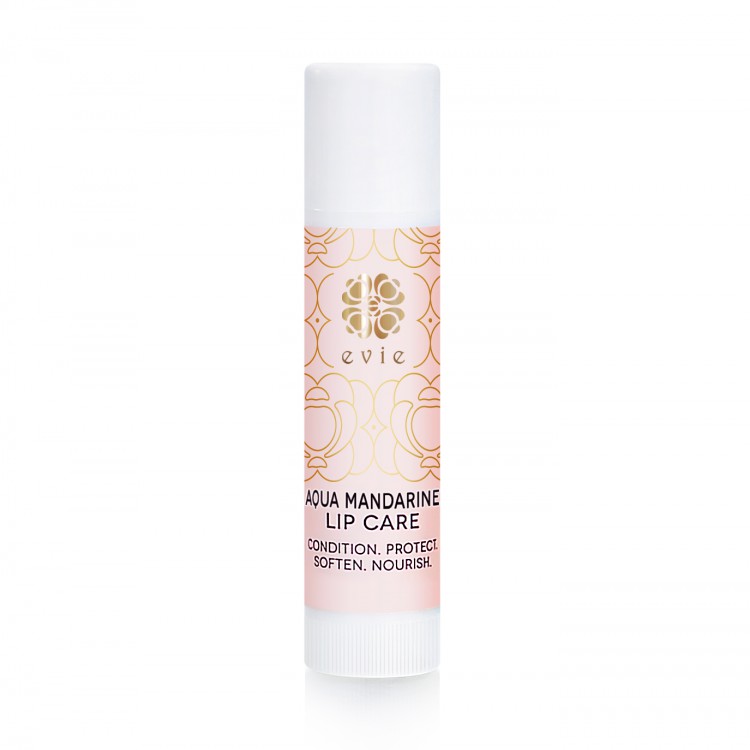 evie
AQUA MANDARINE
LIP CARE
CONDITION. PROTECT.
SOFTEN. NOURISH.